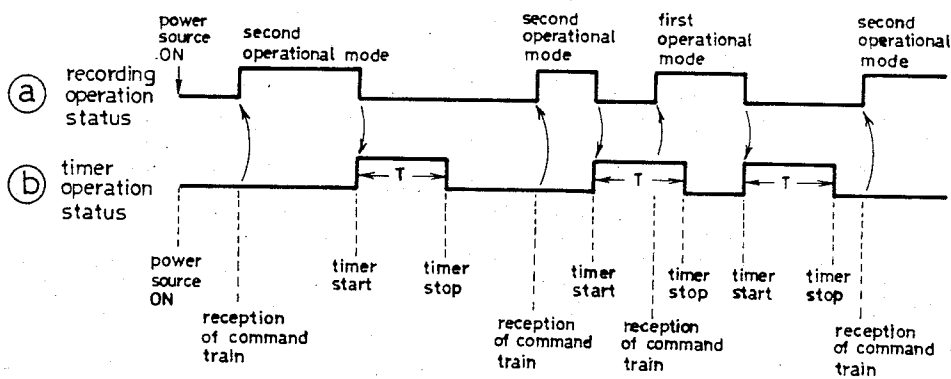 power
source
ON
second
operational mode
second
operational
mode
first
operational
mode
second
operational
mode
ⓐ recording
operation
status
ⓑ timer
operation
status
T
T
T
power
source
ON
timer
start
timer
stop
timer
start
timer
stop
timer
start
timer
stop
reception
of command
train
reception
of command
train
reception
of command
train
reception
of command
train